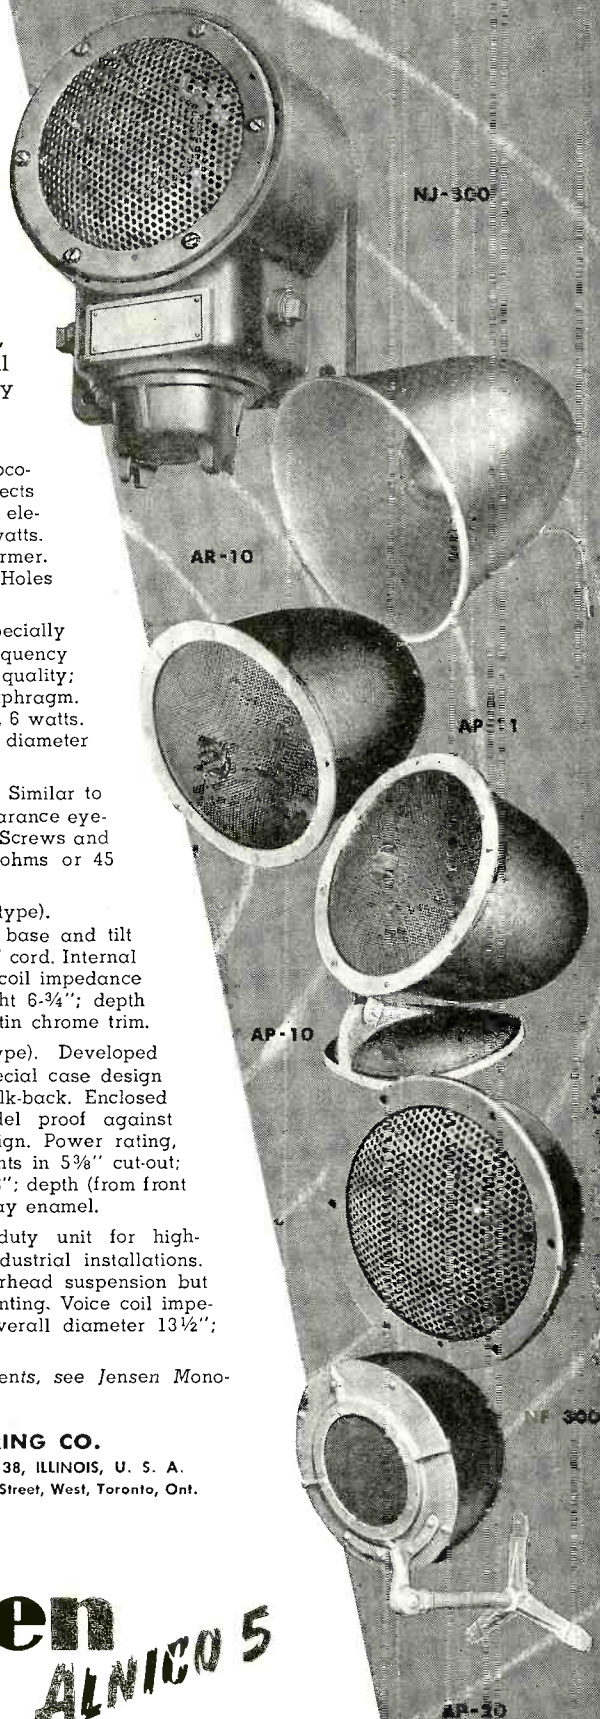 NJ-300
y
oco-
ects
ele-
watts.
rmer.
Holes
AR-10
pecially
quency
quality;
phragm.
6 watts.
diameter
AP-11
Similar to
arance eye-
Screws and
ohms or 45
type).
base and tilt
cord. Internal
coil impedance
ht 6-¾"; depth
tin chrome trim.
AP-10
ype). Developed
ecial case design
lk-back. Enclosed
del proof against
ign. Power rating,
nts in 5⅜" cut-out;
"; depth (from front
ay enamel.
duty unit for high-
dustrial installations.
rhead suspension but
nting. Voice coil impe-
verall diameter 13½";
ents, see Jensen Mono-
NF 300
RING CO.
38, ILLINOIS, U. S. A.
Street, West, Toronto, Ont.
en
ALNICO 5
AP-20